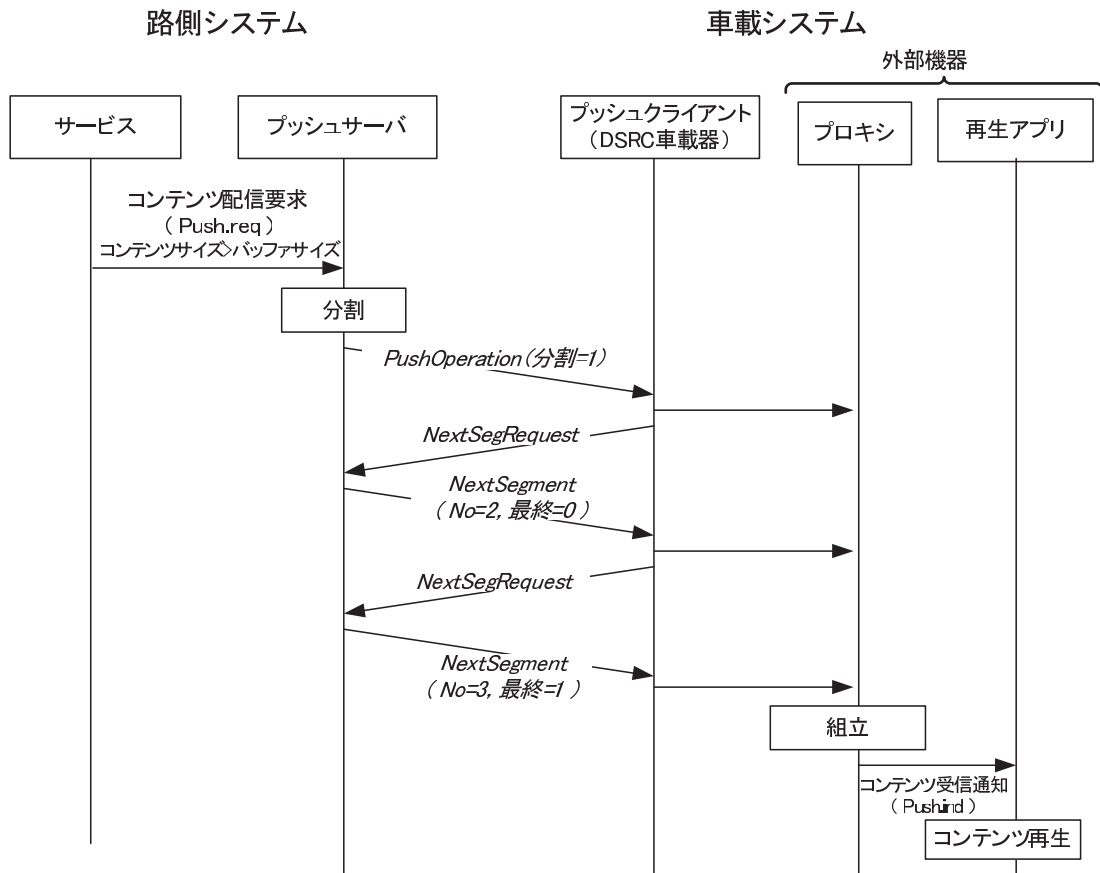 路側システム
車載システム
外部機器
サービス
プッシュサーバ
プッシュクライアント
（DSRC車載器）
プロキシ
再生アプリ
コンテンツ配信要求
（Push.req）
コンテンツサイズ>バッファサイズ
分割
PushOperation（分割=1）
NextSegRequest
NextSegment
（No=2, 最終=0）
NextSegRequest
NextSegment
（No=3, 最終=1）
組立
コンテンツ受信通知
（Push.ind）
コンテンツ再生